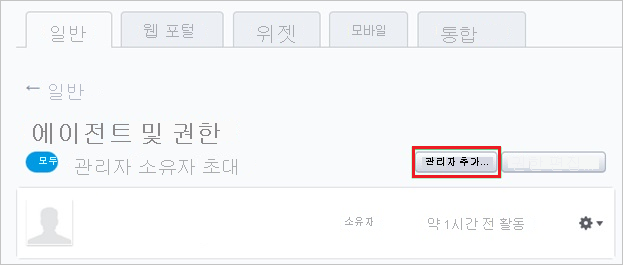 일반 웹 포털 위젯 모바일 통합
← 일반
에이전트 및 권한
모두 관리자 소유자 초대 관리자 추가...
소유자 약 1시간 전 활동